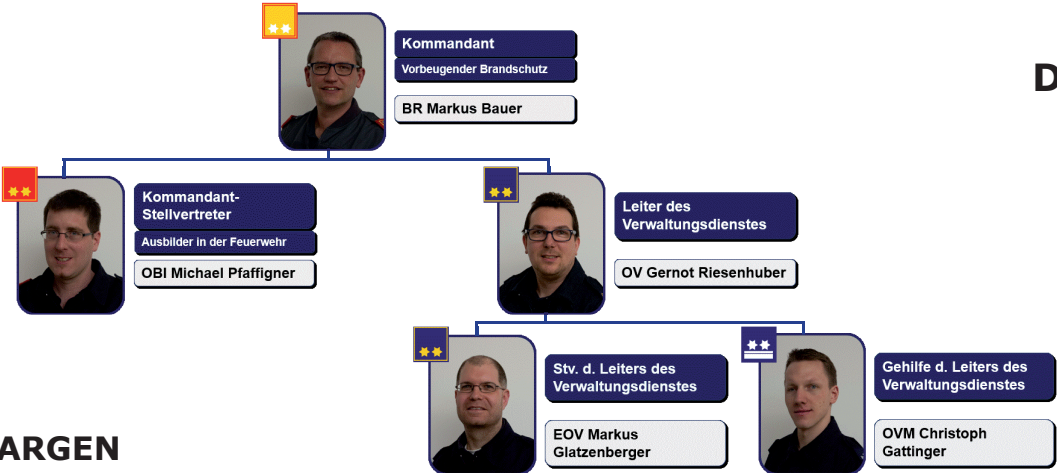 Kommandant
Vorbeugender Brandschutz
BR Markus Bauer
D
Kommandant-
Stellvertreter
Ausbilder in der Feuerwehr
OBI Michael Pfaffigner
Leiter des
Verwaltungsdienstes
OV Gernot Riesenhuber
Stv. d. Leiters des
Verwaltungsdienstes
EOV Markus
Glatzenberger
Gehilfe d. Leiters des
Verwaltungsdienstes
OVM Christoph
Gattinger
ARGEN